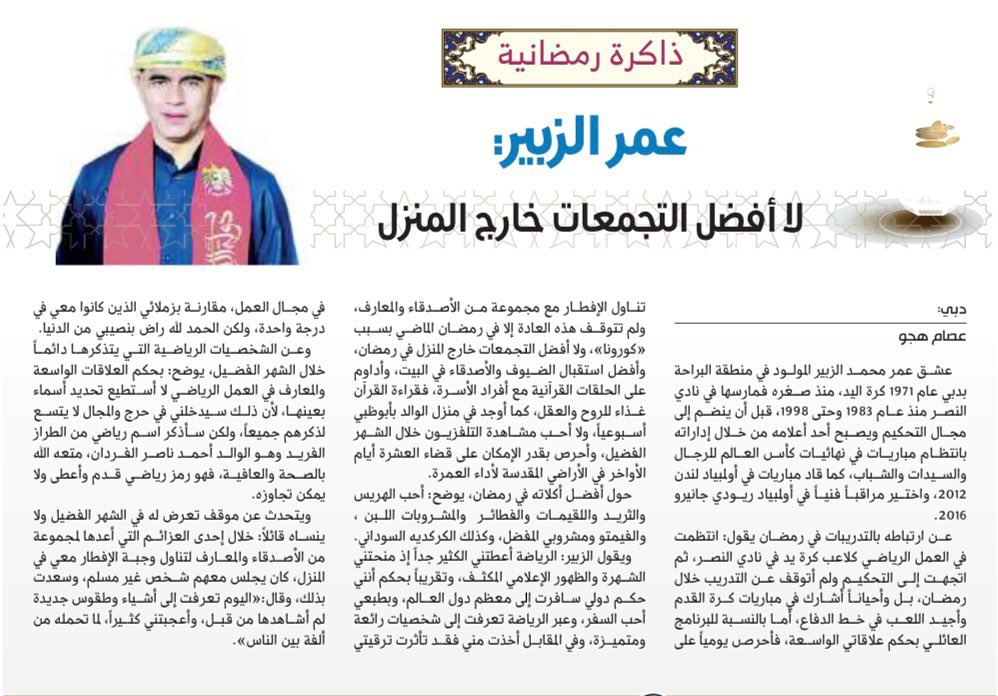 ذاكرة رمضانية
عمر الزبير:
لا أفضل التجمعات خارج المنزل
دبي:
عصام هجو
عشق عمر محمد الزبير المولود في منطقة البراحة
بدبي عام 1971 كرة اليد، منذ صغره فمارسها في نادي
النصر منذ عام 1983 وحتى 1998، قبل أن ينضم إلى
مجال التحكيم ويصبح أحد أعلامه من خلال إداراته
بانتظام مباريات في نهائيات كأس العالم للرجال
والسيدات والشباب، كما قاد مباريات في أولمبياد لندن
2012، واختير مراقباً فنياً في أولمبياد ريودي جانيرو
2016.
عن ارتباطه بالتدريبات في رمضان يقول: انتظمت
في العمل الرياضي كلاعب كرة يد في نادي النصر، ثم
اتجهت إلى التحكيم ولم أتوقف عن التدريب خلال
رمضان، بل وأحياناً أشارك في مباريات كرة القدم
وأجيد اللعب في خط الدفاع، أما بالنسبة للبرنامج
العائلي بحكم علاقاتي الواسعة، فأحرص يومياً على
تناول الإفطار مع مجموعة من الأصدقاء والمعارف،
ولم تتوقف هذه العادة إلا في رمضان الماضي بسبب
«كورونا»، ولا أفضل التجمعات خارج المنزل في رمضان،
وأفضل استقبال الضيوف والأصدقاء في البيت، وأداوم
على الحلقات القرآنية مع أفراد الأسرة، فقراءة القرآن
غذاء للروح والعقل، كما أوجد في منزل الوالد بأبوظبي
أسبوعياً، ولا أحب مشاهدة التلفزيون خلال الشهر
الفضيل، وأحرص بقدر الإمكان على قضاء العشرة أيام
الأواخر في الأراضي المقدسة لأداء العمرة.
حول أفضل أكلاته في رمضان، يوضح: أحب الهريس
والثريد واللقيمات والفطائر والمشروبات اللبن ،
والفيمتو ومشروبي المفضل، وكذلك الكركديه السوداني.
ويقول الزبير: الرياضة أعطتني الكثير جداً إذ منحتني
الشهرة والظهور الإعلامي المكثف، وتقريباً بحكم أنني
حكم دولي سافرت إلى معظم دول العالم، وبطبعي
أحب السفر، وعبر الرياضة تعرفت إلى شخصيات رائعة
ومتميزة، وفي المقابل أخذت مني فقد تأثرت ترقيتي
في مجال العمل، مقارنة بزملائي الذين كانوا معي في
درجة واحدة، ولكن الحمد لله راض بنصيبي من الدنيا.
وعن الشخصيات الرياضية التي يتذكرها دائماً
خلال الشهر الفضيل، يوضح: بحكم العلاقات الواسعة
والمعارف في العمل الرياضي لا أستطيع تحديد أسماء
بعينها، لأن ذلك سيدخلني في حرج والمجال لا يتسع
لذكرهم جميعاً، ولكن سأذكر اسم رياضي من الطراز
الفريد وهو الوالد أحمد ناصر الفردان، متعه الله
بالصحة والعافية، فهو رمز رياضي قدم وأعطى ولا
يمكن تجاوزه.
ويتحدث عن موقف تعرض له في الشهر الفضيل ولا
ينساه قائلاً: خلال إحدى العزائم التي أعدها لمجموعة
من الأصدقاء والمعارف لتناول وجبة الإفطار معي في
المنزل، كان يجلس معهم شخص غير مسلم، وسعدت
بذلك، وقال:«اليوم تعرفت إلى أشياء وطقوس جديدة
لم أشاهدها من قبل، وأعجبتني كثيراً، لما تحمله من
ألفة بين الناس».